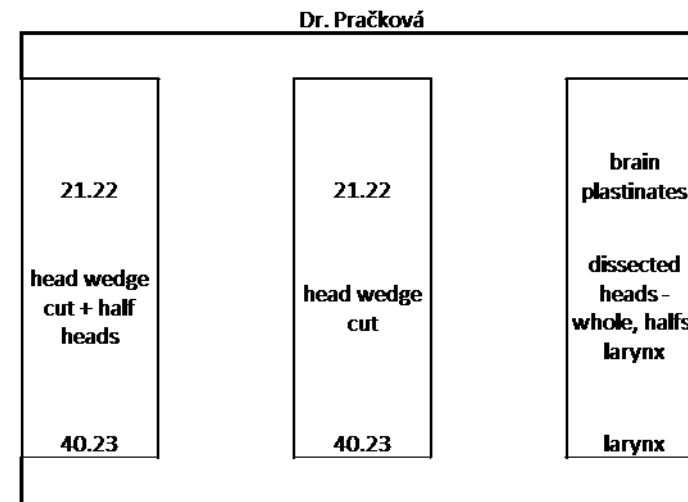 Dr. Pračková
21.22
head wedge
cut + half
heads
40.23
21.22
head wedge
cut
40.23
brain
plastinates
dissected
heads -
whole, halfs
larynx
larynx